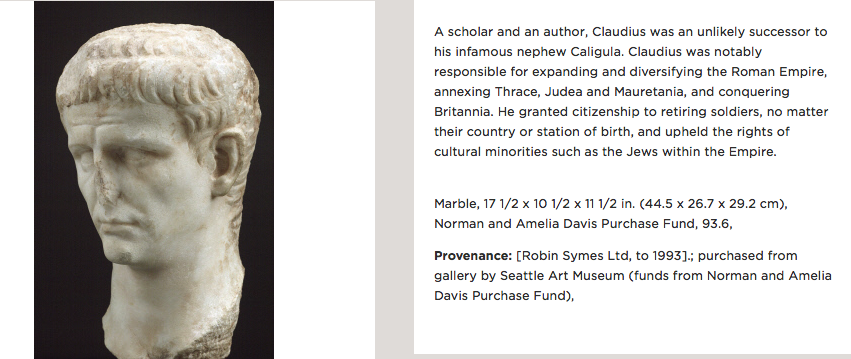 A scholar and an author, Claudius was an unlikely successor to
his infamous nephew Caligula. Claudius was notably
responsible for expanding and diversifying the Roman Empire,
annexing Thrace, Judea and Mauretania, and conquering
Britannia. He granted citizenship to retiring soldiers, no matter
their country or station of birth, and upheld the rights of
cultural minorities such as the Jews within the Empire.
Marble, 17 1/2 x 10 1/2 x 11 1/2 in. (44.5 x 26.7 x 29.2 cm),
Norman and Amelia Davis Purchase Fund, 93.6,
Provenance: [Robin Symes Ltd, to 1993].; purchased from
gallery by Seattle Art Museum (funds from Norman and Amelia
Davis Purchase Fund),